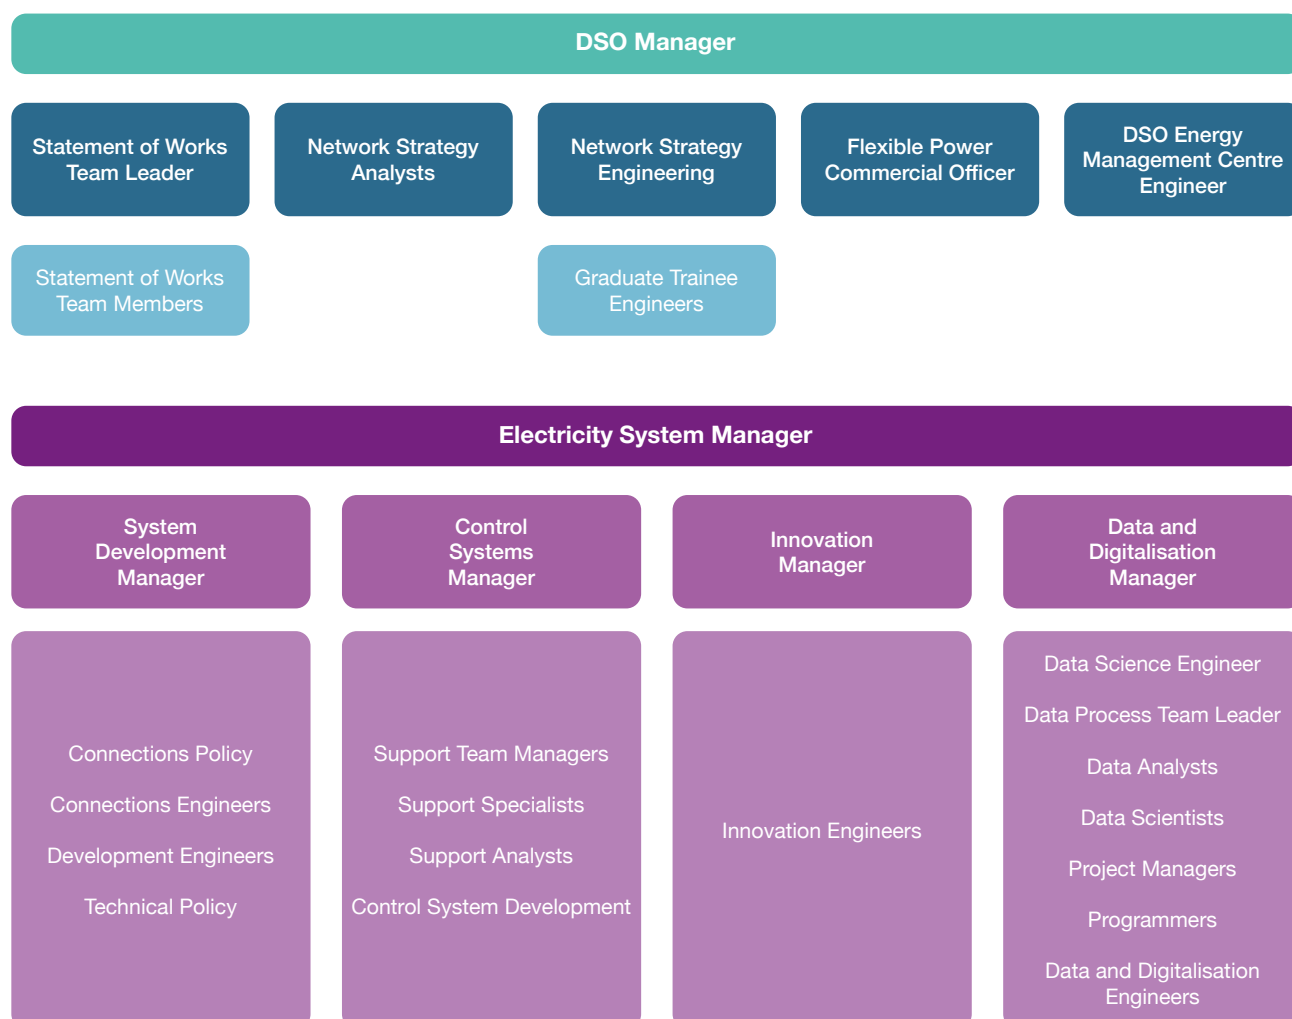 DSO Manager
Statement of Works
Team Leader
Network Strategy
Analysts
Network Strategy
Engineering
Flexible Power
Commercial Officer
DSO Energy
Management Centre
Engineer
Statement of Works
Team Members
Graduate Trainee
Engineers
Electricity System Manager
System
Development
Manager
Control
Systems
Manager
Innovation
Manager
Data and
Digitalisation
Manager
Connections Policy
Connections Engineers
Development Engineers
Technical Policy
Support Team Managers
Support Specialists
Support Analysts
Control System Development
Innovation Engineers
Data Science Engineer
Data Process Team Leader
Data Analysts
Data Scientists
Project Managers
Programmers
Data and Digitalisation
Engineers